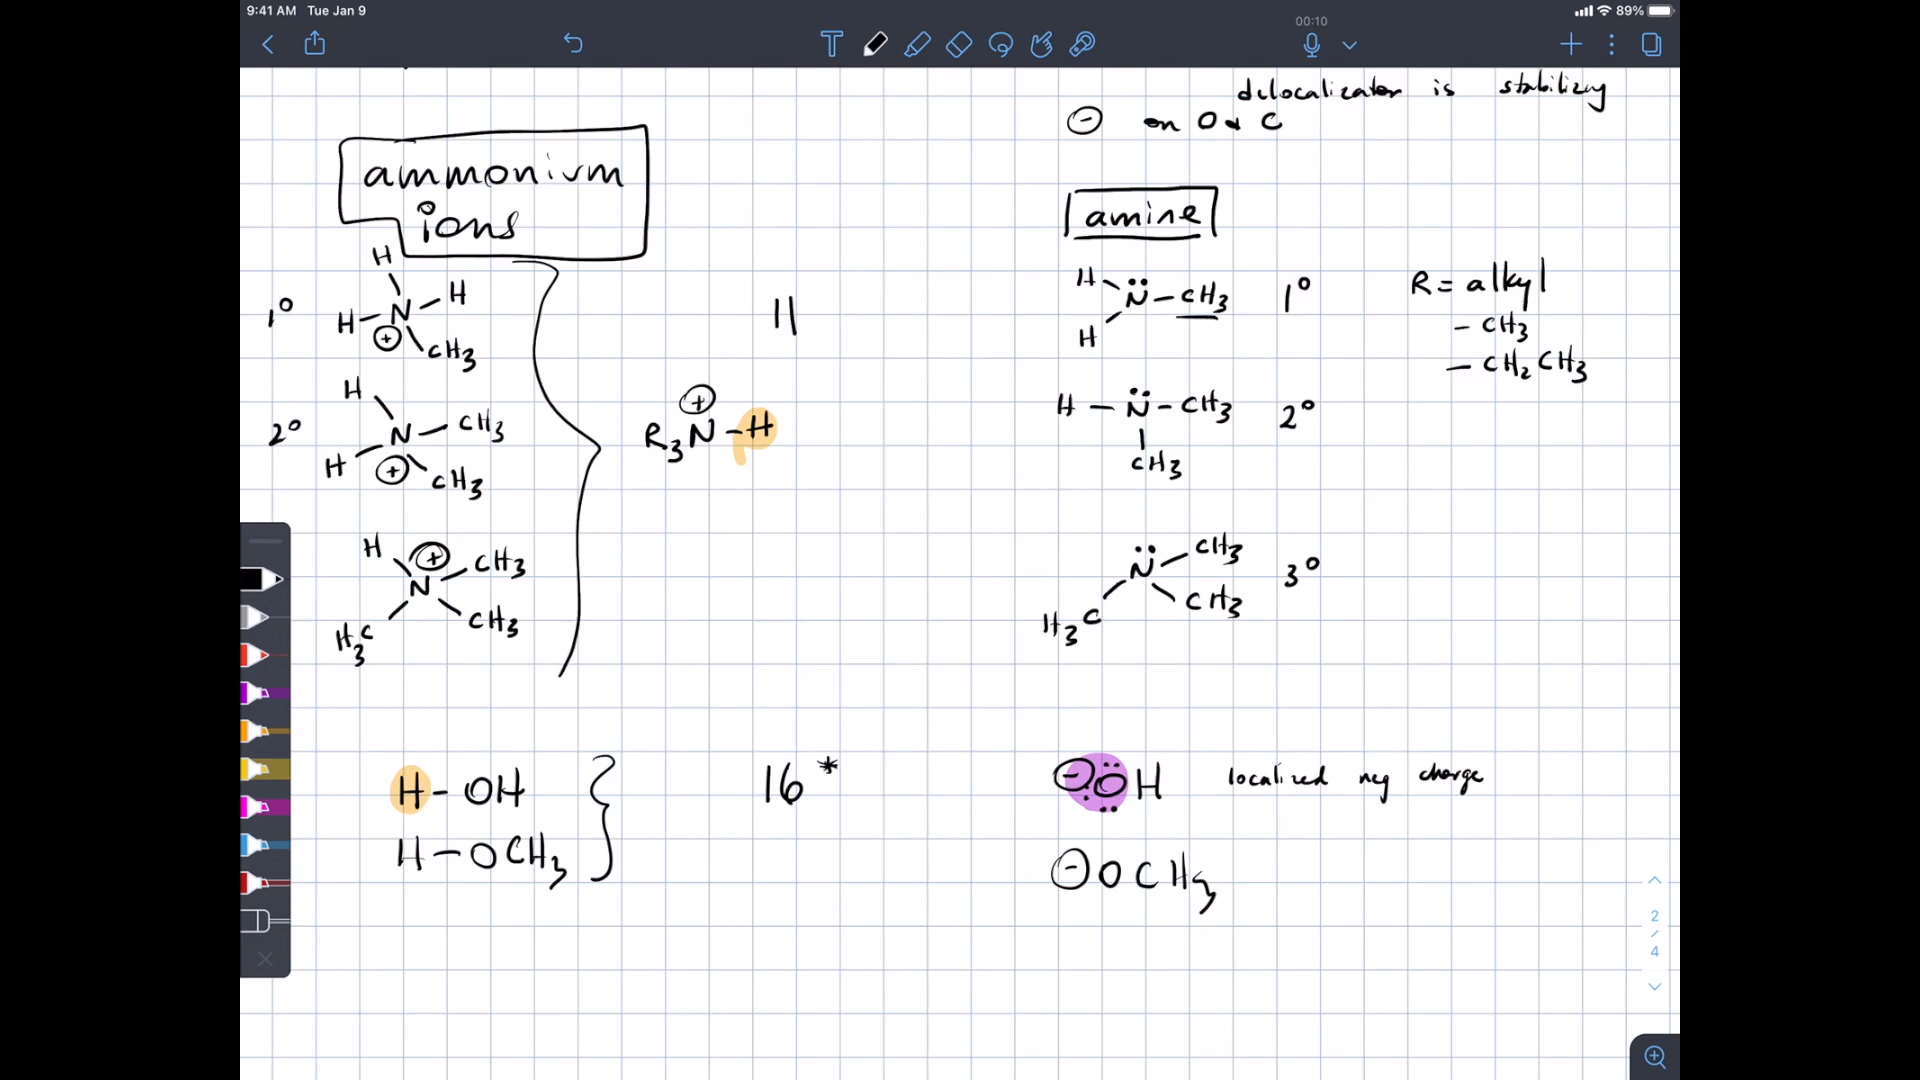 9:41 AM Tue Jan 9
89%
00:10
delocalization is stabilizing
⊖ on O & C
ammonium
ions
amine
1° H H N H ⊕ CH3
11
H N̈ – CH3 1°
H
R = alkyl
– CH3
– CH2CH3
2° H N CH3 H ⊕ CH3
R3N⊕–H
H – N̈ – CH3 2°
CH3
H ⊕ CH3
N
H3C CH3
N̈ CH3 3°
H3C CH3
H – OH
16*
⊖OH localized neg charge
H – OCH3
⊖OCH3
2
/
4